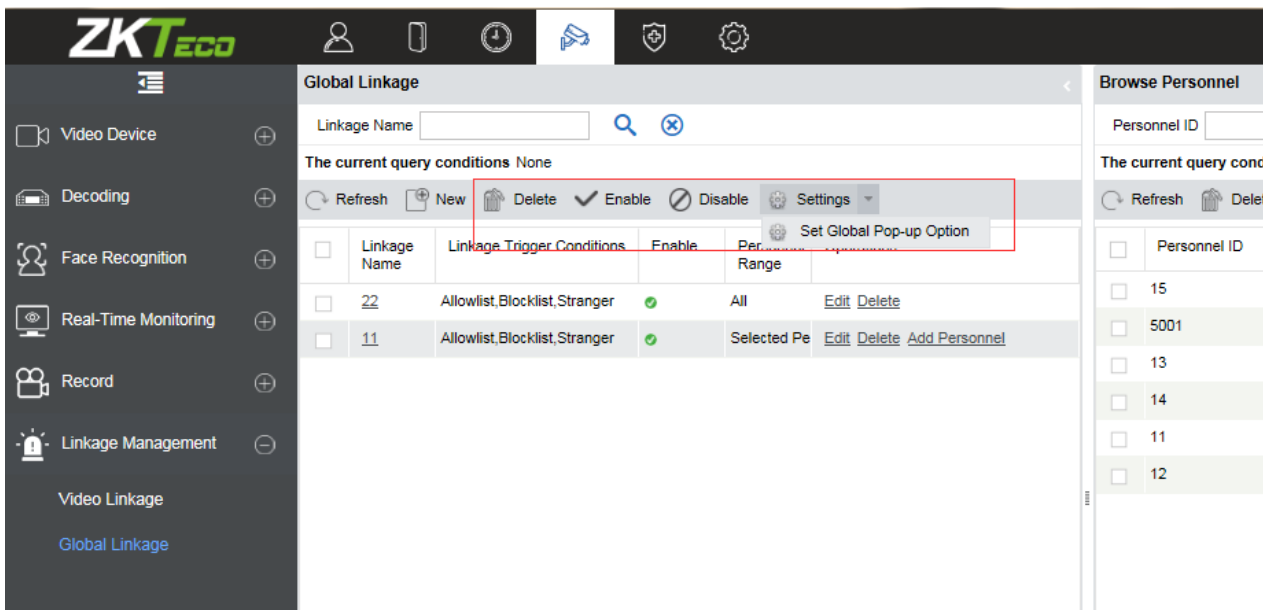 ZKTECO
Global Linkage
Browse Personnel
Linkage Name
Personnel ID
The current query conditions None
The current query cond
Refresh New Delete Enable Disable Settings
Refresh Delet
Set Global Pop-up Option
Linkage Name
Linkage Trigger Conditions
Enable
Range
Personnel ID
22 Allowlist,Blocklist,Stranger All Edit Delete
11 Allowlist,Blocklist,Stranger Selected Pe Edit Delete Add Personnel
15
5001
13
14
11
12
Video Device
Decoding
Face Recognition
Real-Time Monitoring
Record
Linkage Management
Video Linkage
Global Linkage